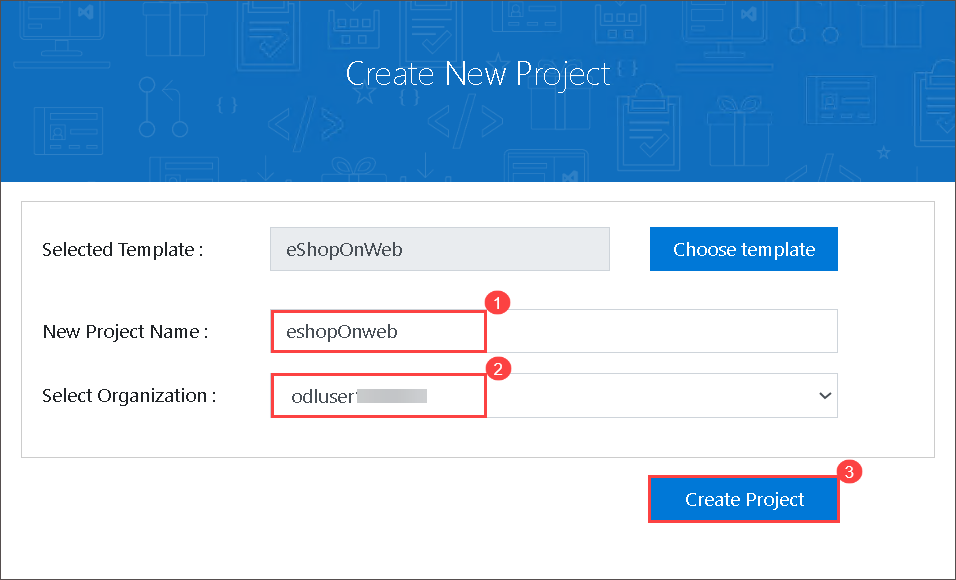 Create New Project
Selected Template :
eShopOnWeb
Choose template
1
New Project Name :
eshopOnweb
2
Select Organization :
odluser
3
Create Project